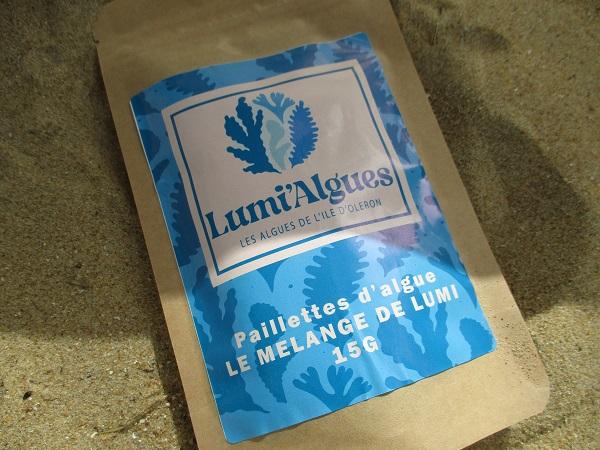 Lumi'Algues
LES ALGUES DE L'ILE D'OLERON
Paillettes d'algue
LE MELANGE DE LUMI
15G